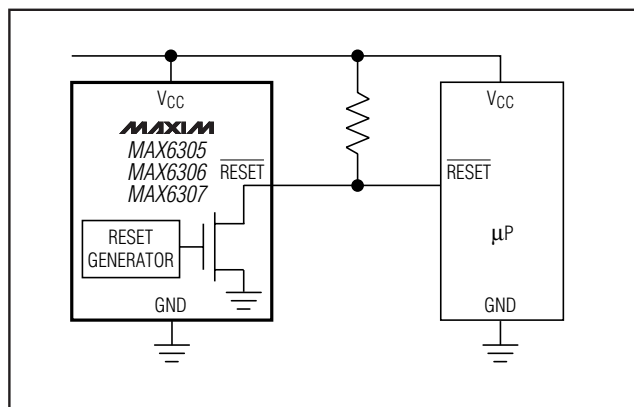 VCC
MAXIM
MAX6305
MAX6306
MAX6307
RESET
RESET
GENERATOR
GND
VCC
RESET
μP
GND